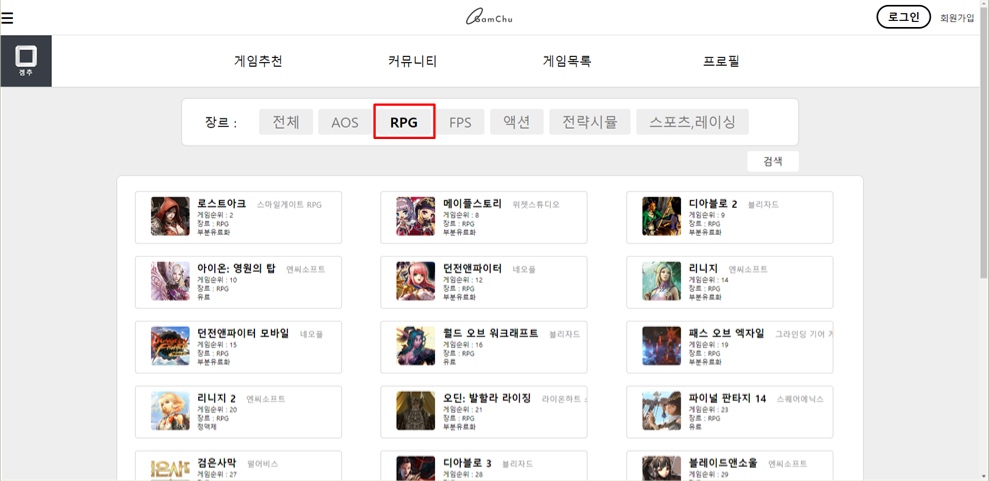 GamChu
로그인 회원가입
겜추
게임추천 커뮤니티 게임목록 프로필
장르 : 전체 AOS RPG FPS 액션 전략시뮬 스포츠,레이싱
검색
로스트아크 스마일게이트 RPG
게임순위 : 2
장르 : RPG
부분유료화
메이플스토리 위젯스튜디오
게임순위 : 8
장르 : RPG
부분유료화
디아블로 2 블리자드
게임순위 : 9
장르 : RPG
부분유료화
아이온: 영원의 탑 엔씨소프트
게임순위 : 10
장르 : RPG
유료
던전앤파이터 네오플
게임순위 : 12
장르 : RPG
부분유료화
리니지 엔씨소프트
게임순위 : 14
장르 : RPG
부분유료화
던전앤파이터 모바일 네오플
게임순위 : 15
장르 : RPG
부분유료화
월드 오브 워크래프트 블리자드
게임순위 : 16
장르 : RPG
유료
패스 오브 엑자일 그라인딩 기어
게임순위 : 19
장르 : RPG
부분유료화
리니지 2 엔씨소프트
게임순위 : 20
장르 : RPG
정액제
오딘: 발할라 라이징 라이온하트
게임순위 : 21
장르 : RPG
부분유료화
파이널 판타지 14 스퀘어에닉스
게임순위 : 23
장르 : RPG
유료
검은사막 펄어비스
게임순위 : 27
디아블로 3 블리자드
게임순위 : 28
블레이드앤소울 엔씨소프트
게임순위 : 29